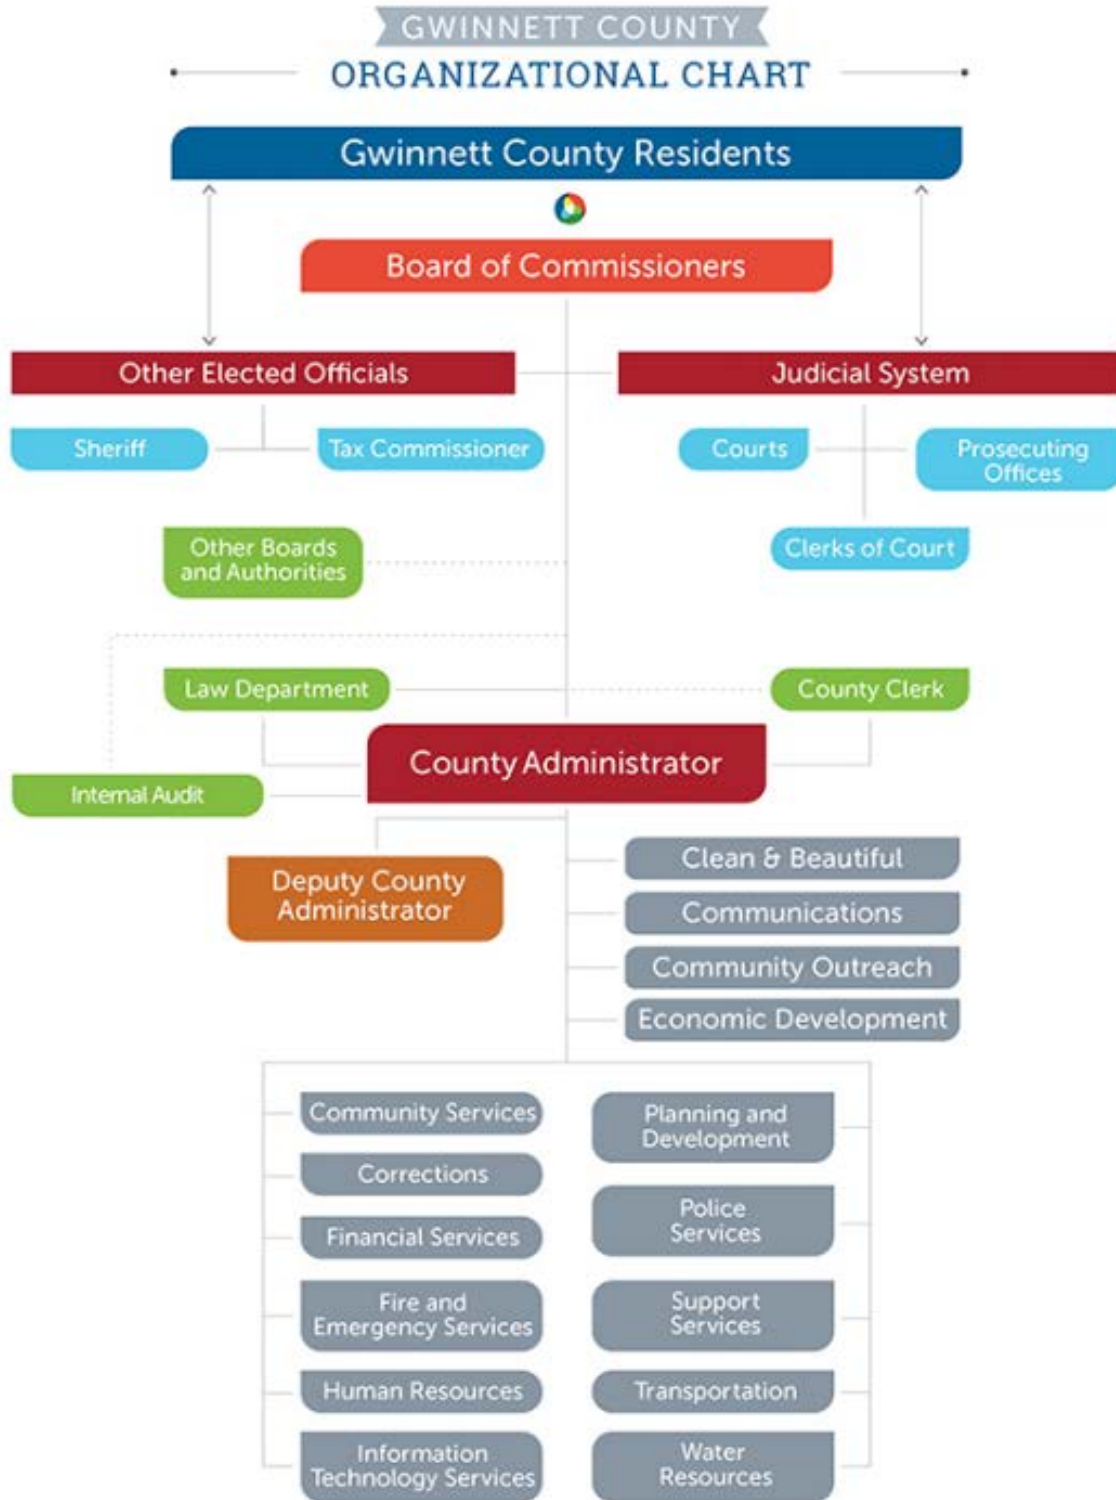 GWINNETT COUNTY
ORGANIZATIONAL CHART
Gwinnett County Residents
Board of Commissioners
Other Elected Officials
Judicial System
Sheriff
Tax Commissioner
Courts
Prosecuting
Offices
Other Boards
and Authorities
Clerks of Court
Law Department
County Clerk
County Administrator
Internal Audit
Deputy County
Administrator
Clean & Beautiful
Communications
Community Outreach
Economic Development
Community Services
Corrections
Financial Services
Fire and
Emergency Services
Human Resources
Information
Technology Services
Planning and
Development
Police
Services
Support
Services
Transportation
Water
Resources